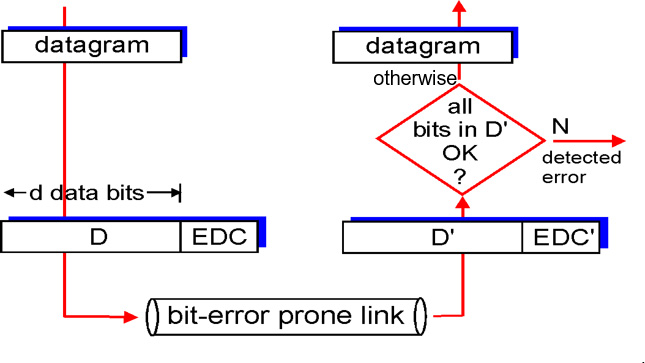 datagram
datagram
otherwise
all
bits in D'
OK
?
N
detected
error
d data bits
D
EDC
D'
EDC'
bit-error prone link